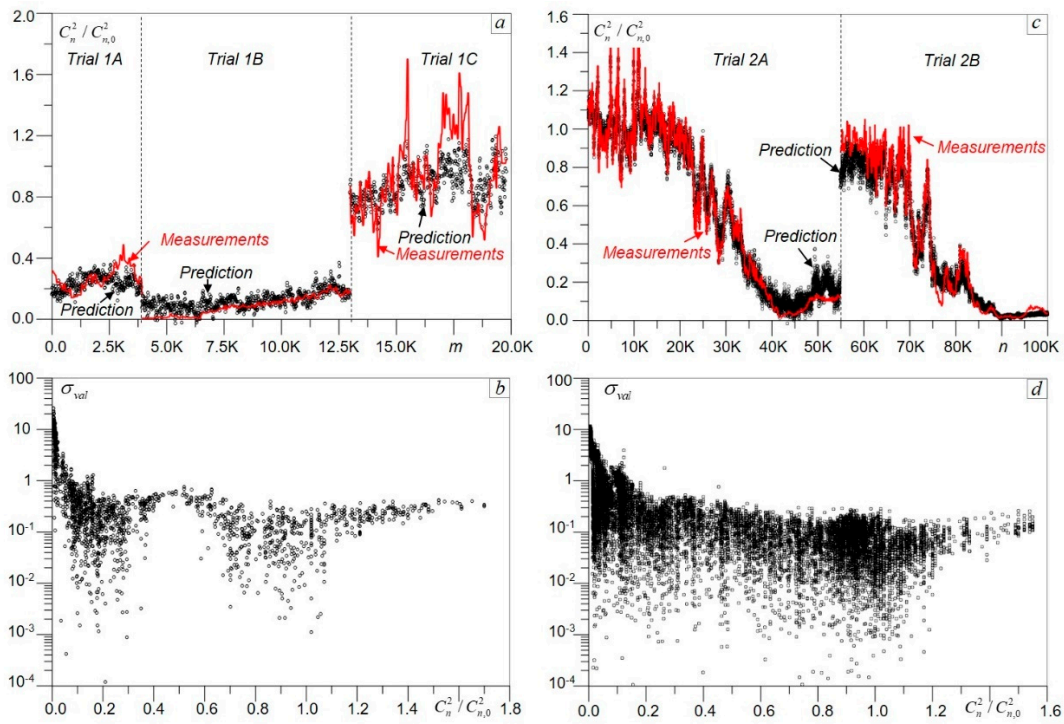 2.0
1.6
1.2
0.8
0.4
0.0
C_n^2 / C_{n,0}^2
a
Trial 1A
Trial 1B
Trial 1C
Measurements
Prediction
Prediction
Prediction
Measurements
0.0 2.5K 5.0K 7.5K 10.0K 12.5K 15.0K m 20.0K
1.6
1.4
1.2
1.0
0.8
0.6
0.4
0.2
0.0
C_n^2 / C_{n,0}^2
c
Trial 2A
Trial 2B
Prediction
Measurements
Measurements
Prediction
0 10K 20K 30K 40K 50K 60K 70K 80K n 100K
100
10
1
10^-1
10^-2
10^-3
10^-4
σ_val
b
0.0 0.2 0.4 0.6 0.8 1.0 1.2 1.4 C_n^2 / C_{n,0}^2 1.8
100
10
1
10^-1
10^-2
10^-3
10^-4
σ_val
d
0.0 0.2 0.4 0.6 0.8 1.0 1.2 C_n^2 / C_{n,0}^2 1.6